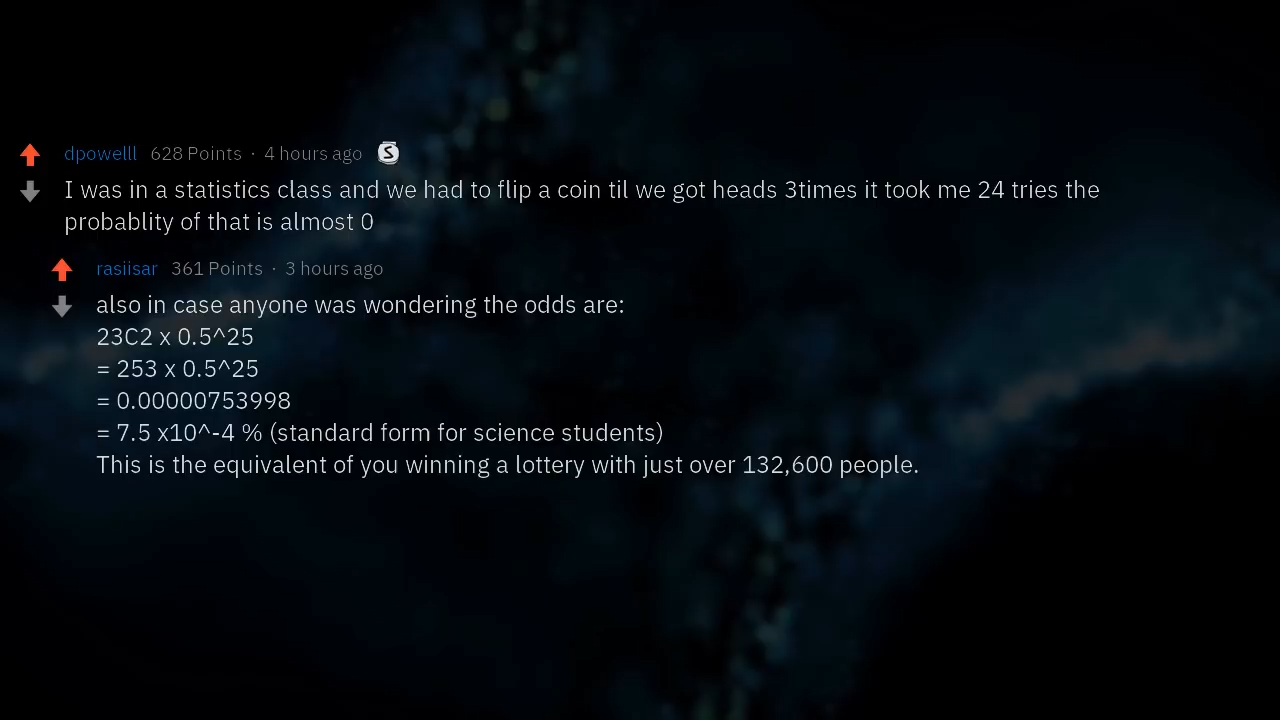 dpowelll 628 Points · 4 hours ago S
I was in a statistics class and we had to flip a coin til we got heads 3times it took me 24 tries the
probablity of that is almost 0
rasiisar 361 Points · 3 hours ago
also in case anyone was wondering the odds are:
23C2 x 0.5^25
= 253 x 0.5^25
= 0.00000753998
= 7.5 x10^-4 % (standard form for science students)
This is the equivalent of you winning a lottery with just over 132,600 people.